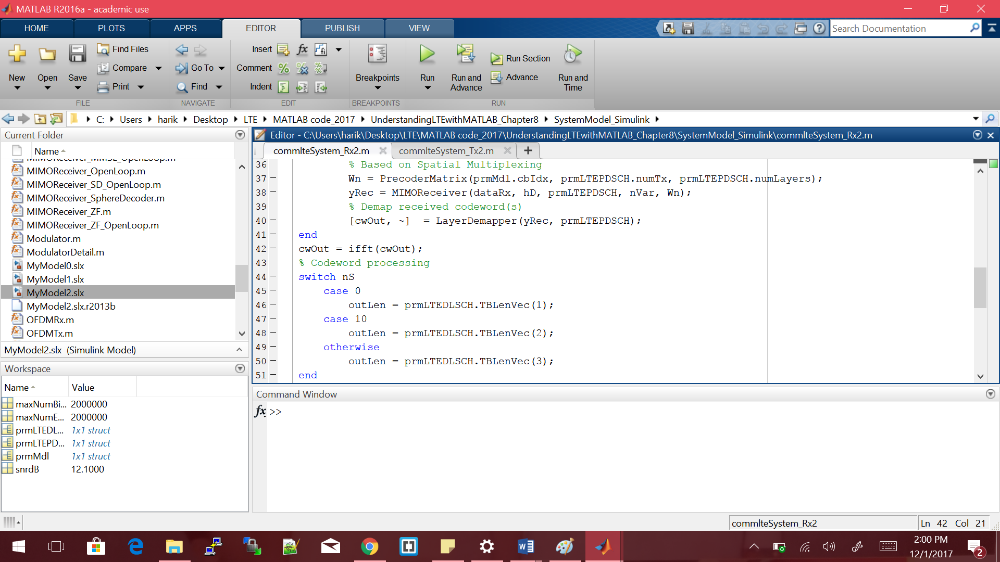 MATLAB R2016a - academic use
HOME PLOTS APPS EDITOR PUBLISH VIEW
Search Documentation
New
Open
Save
Find Files
Compare
Print
FILE
Go To
Find
NAVIGATE
Insert
Comment
Indent
EDIT
Breakpoints
BREAKPOINTS
Run
Run and Advance
Run Section
Advance
Run and Time
RUN
C: Users harik Desktop LTE MATLAB code_2017 UnderstandingLTEwithMATLAB_Chapter8 SystemModel_Simulink
Current Folder
Name
MIMOReceiver_MMSE_OpenLoop.m
MIMOReceiver_OpenLoop.m
MIMOReceiver_SD_OpenLoop.m
MIMOReceiver_SphereDecoder.m
MIMOReceiver_ZF.m
MIMOReceiver_ZF_OpenLoop.m
Modulator.m
ModulatorDetail.m
MyModel0.slx
MyModel1.slx
MyModel2.slx
MyModel2.slx.r2013b
OFDMRx.m
OFDMTx.m
MyModel2.slx (Simulink Model)
Workspace
Name Value
maxNumBi... 2000000
maxNumE... 2000000
prmLTEDL... 1x1 struct
prmLTEPD... 1x1 struct
prmMdl 1x1 struct
snrdB 12.1000
Editor - C:\Users\harik\Desktop\LTE\MATLAB code_2017\UnderstandingLTEwithMATLAB_Chapter8\SystemModel_Simulink\commlteSystem_Rx2.m
commlteSystem_Rx2.m commlteSystem_Tx2.m
36 % Based on Spatial Multiplexing
37 Wn = PrecoderMatrix(prmMdl.cbIdx, prmLTEPDSCH.numTx, prmLTEPDSCH.numLayers);
38 yRec = MIMOReceiver(dataRx, hD, prmLTEPDSCH, nVar, Wn);
39 % Demap received codeword(s)
40 [cwOut, ~] = LayerDemapper(yRec, prmLTEPDSCH);
41 end
42 cwOut = ifft(cwOut);
43 % Codeword processing
44 switch nS
45 case 0
46 outLen = prmLTEDLSCH.TBLenVec(1);
47 case 10
48 outLen = prmLTEDLSCH.TBLenVec(2);
49 otherwise
50 outLen = prmLTEDLSCH.TBLenVec(3);
51 end
Command Window
fx >>
commlteSystem_Rx2 Ln 42 Col 21
2:00 PM
12/1/2017
2